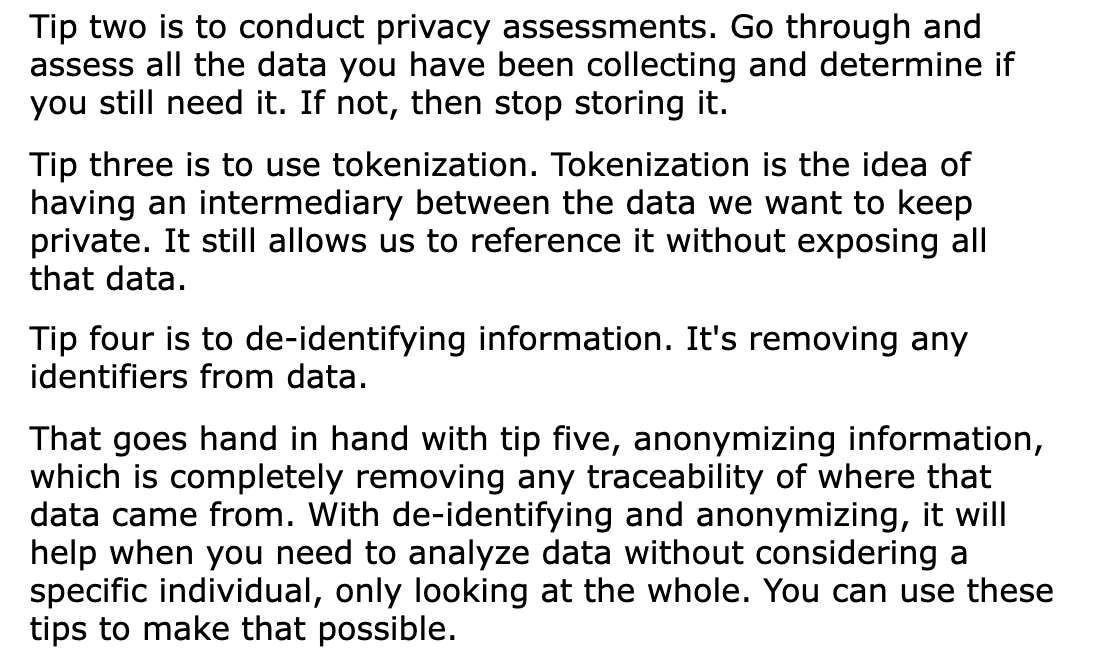 Tip two is to conduct privacy assessments. Go through and
assess all the data you have been collecting and determine if
you still need it. If not, then stop storing it.
Tip three is to use tokenization. Tokenization is the idea of
having an intermediary between the data we want to keep
private. It still allows us to reference it without exposing all
that data.
Tip four is to de-identifying information. It's removing any
identifiers from data.
That goes hand in hand with tip five, anonymizing information,
which is completely removing any traceability of where that
data came from. With de-identifying and anonymizing, it will
help when you need to analyze data without considering a
specific individual, only looking at the whole. You can use these
tips to make that possible.